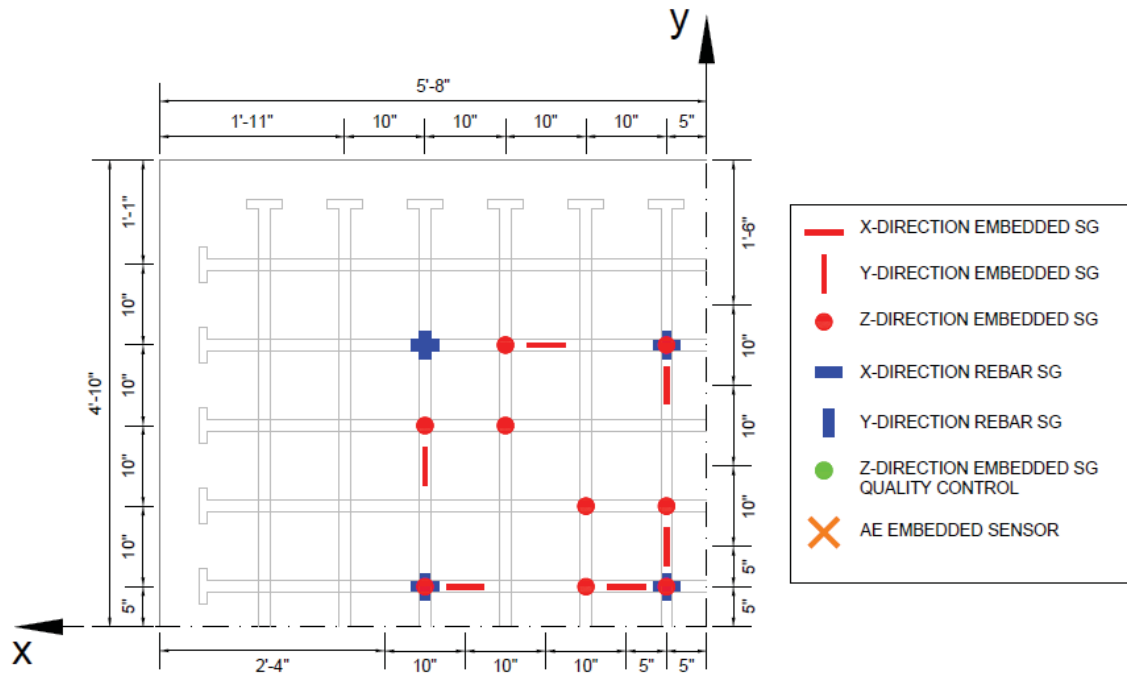 y
5'-8"
1'-11"
10"
10"
10"
10"
5"
4'-10"
1'-1"
10"
10"
10"
10"
5"
1'-6"
10"
10"
10"
5"
5"
x
2'-4"
10"
10"
10"
5"
5"
X-DIRECTION EMBEDDED SG
Y-DIRECTION EMBEDDED SG
Z-DIRECTION EMBEDDED SG
X-DIRECTION REBAR SG
Y-DIRECTION REBAR SG
Z-DIRECTION EMBEDDED SG
QUALITY CONTROL
AE EMBEDDED SENSOR